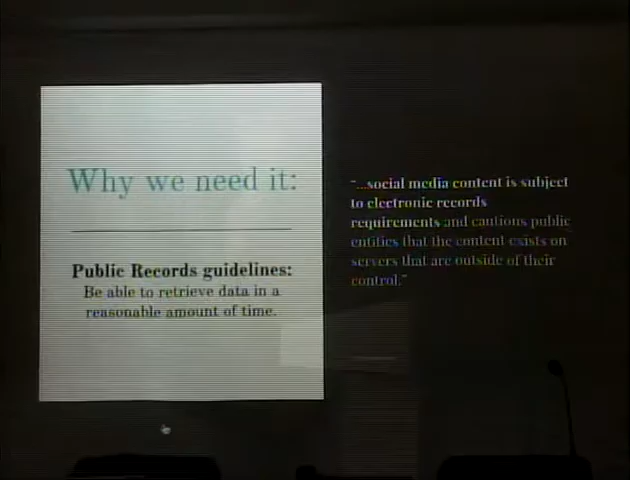 Why we need it:
Public Records guidelines:
Be able to retrieve data in a
reasonable amount of time.
"...social media content is subject
to electronic records
requirements and cautions public
entities that the content exists on
servers that are outside of their
control."